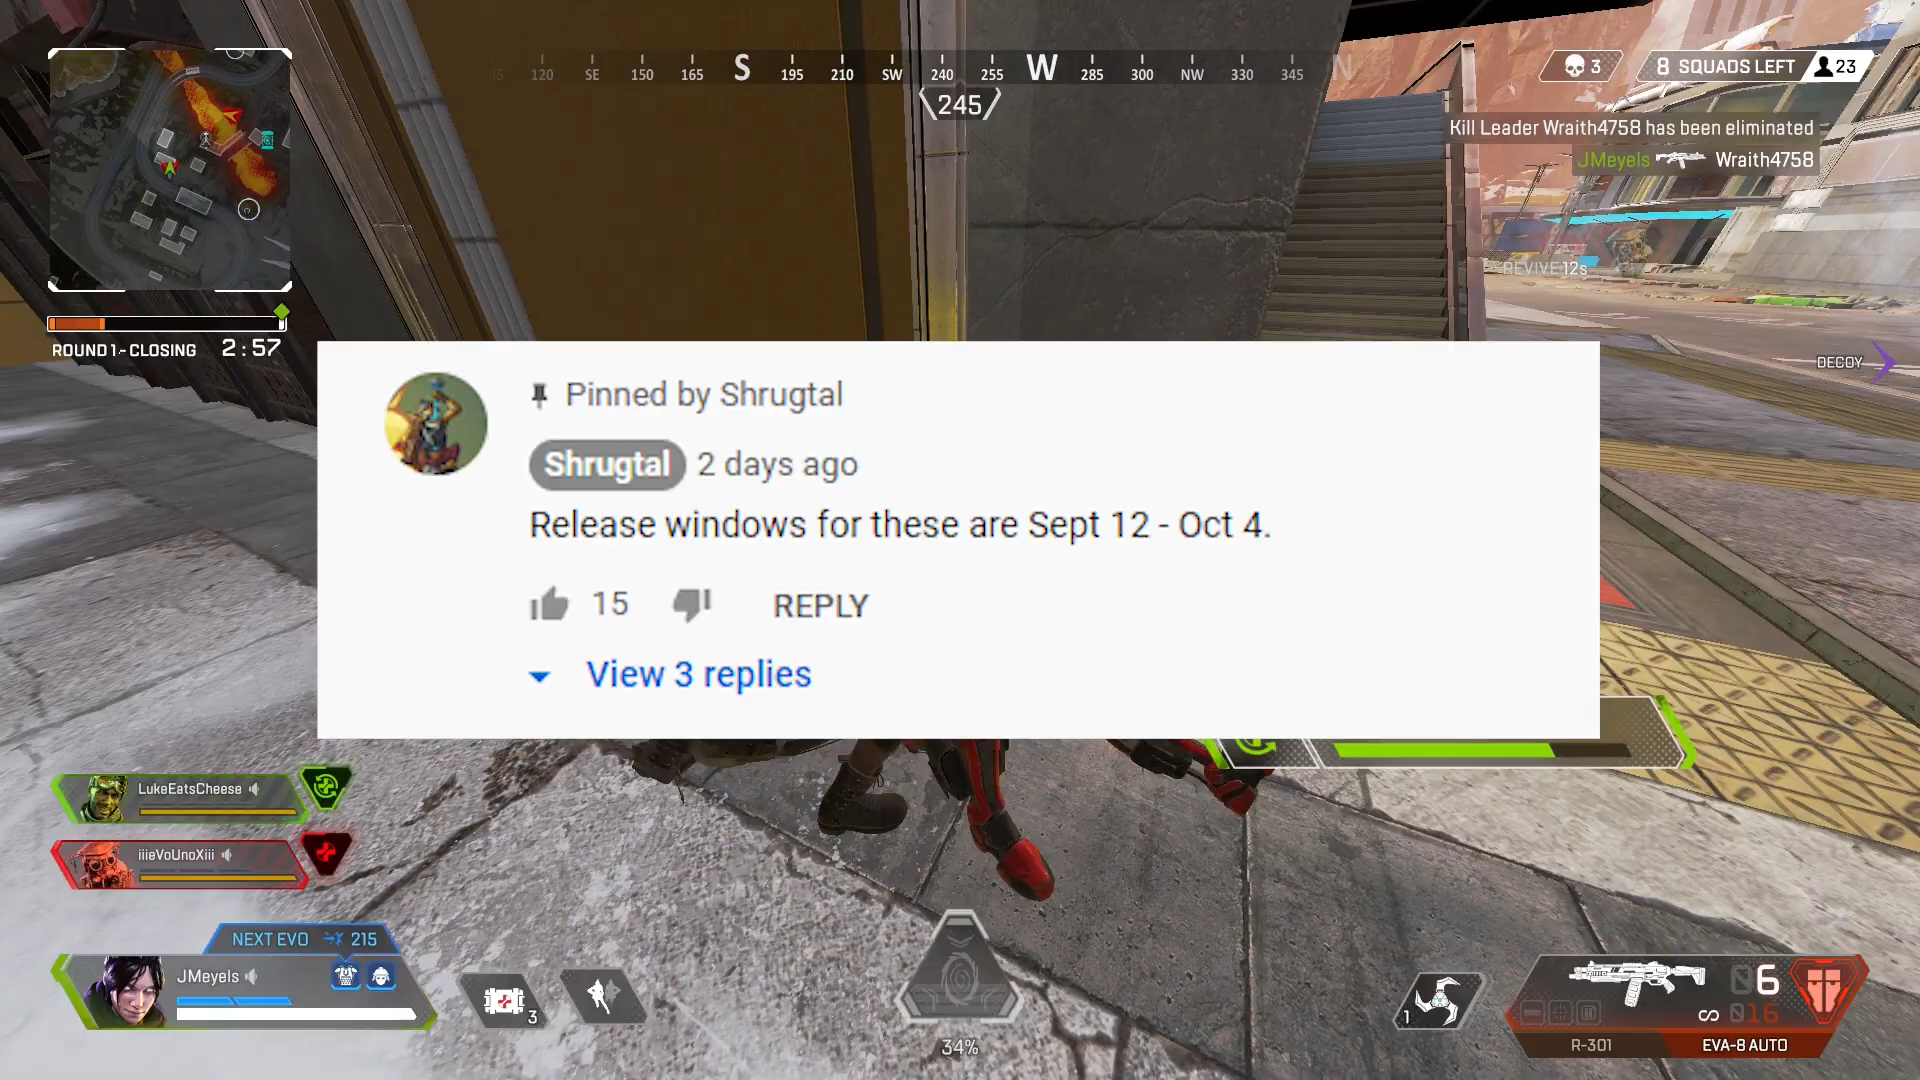 120 SE 150 165 S 195 210 SW 240 255 W 285 300 NW 330 345 N
245
3
8 SQUADS LEFT 23
Kill Leader Wraith4758 has been eliminated
JMeyels Wraith4758
REVIVE 12s
ROUND 1 - CLOSING 2:57
DECOY
Pinned by Shrugtal
Shrugtal 2 days ago
Release windows for these are Sept 12 - Oct 4.
15 REPLY
View 3 replies
LukeEatsCheese
iiieVoUnoXiii
NEXT EVO 215
JMeyels
3
34%
1
06
∞ 016
R-301 EVA-8 AUTO